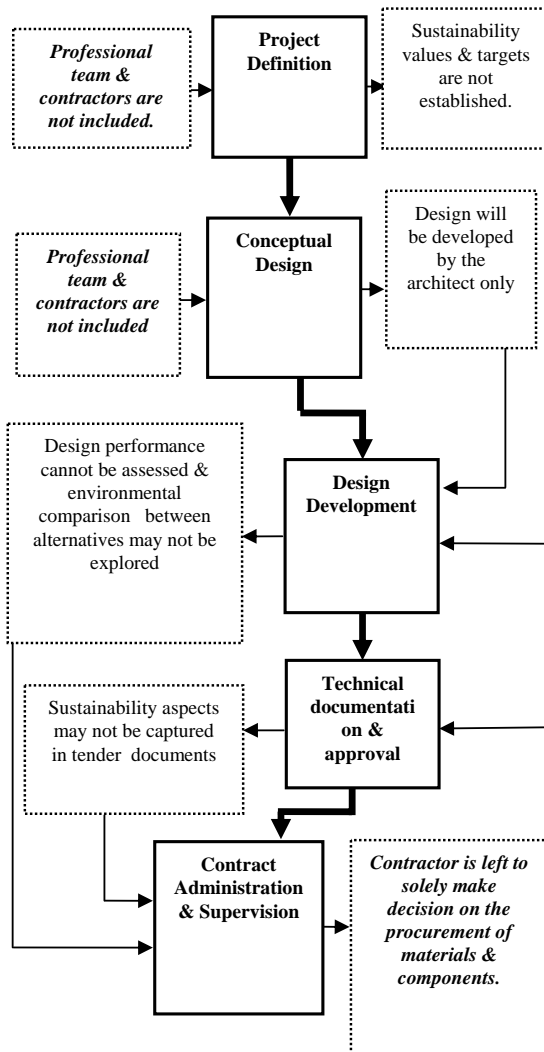 Project
Definition
Professional
team &
contractors are
not included.
Sustainability
values & targets
are not
established.
Conceptual
Design
Professional
team &
contractors are
not included
Design will
be developed
by the
architect only
Design performance
cannot be assessed &
environmental
comparison between
alternatives may not be
explored
Design
Development
Technical
documentati
on &
approval
Sustainability aspects
may not be captured
in tender documents
Contract
Administration
& Supervision
Contractor is left to
solely make
decision on the
procurement of
materials &
components.